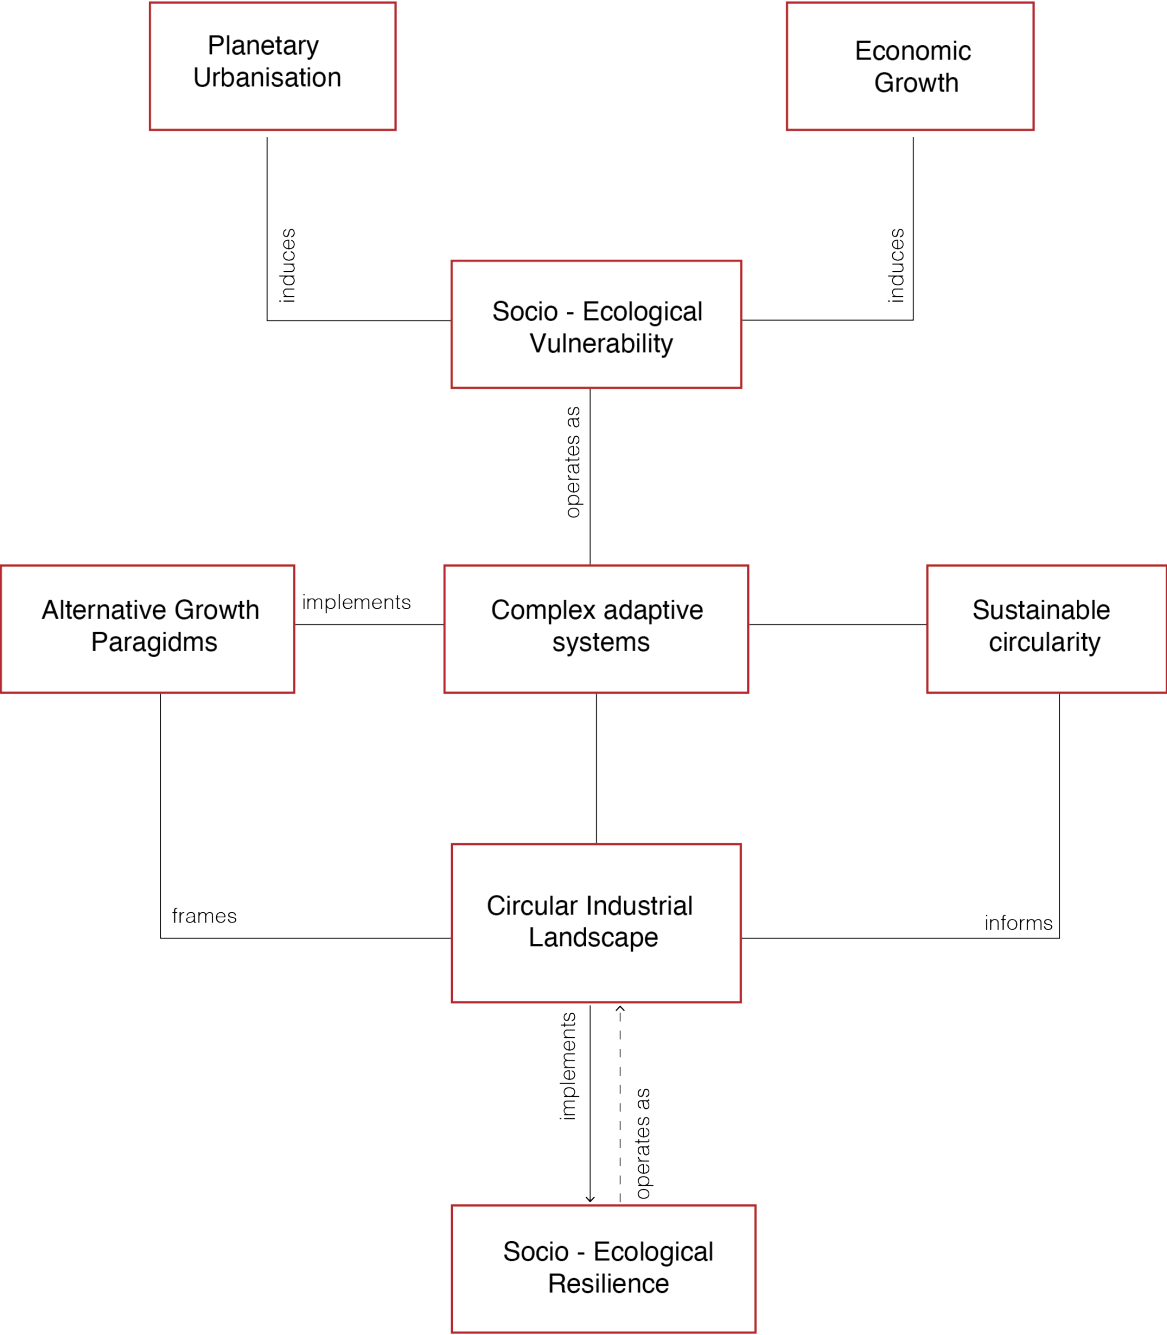 Planetary
Urbanisation
Economic
Growth
induces
induces
Socio - Ecological
Vulnerability
operates as
Alternative Growth
Paragidms
implements
Complex adaptive
systems
Sustainable
circularity
frames
Circular Industrial
Landscape
informs
implements
operates as
Socio - Ecological
Resilience